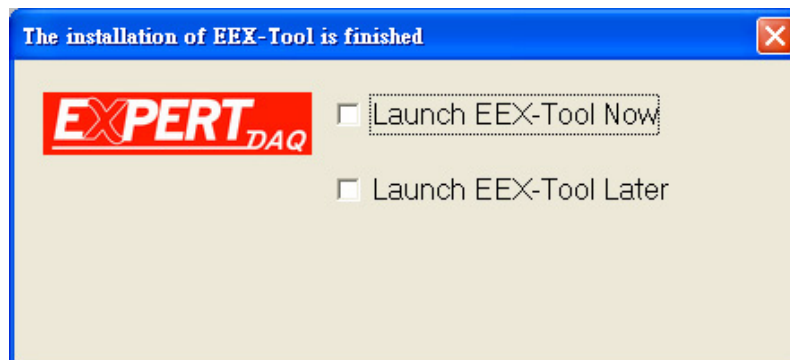 The installation of EEX-Tool is finished
EXPERT DAQ
Launch EEX-Tool Now
Launch EEX-Tool Later